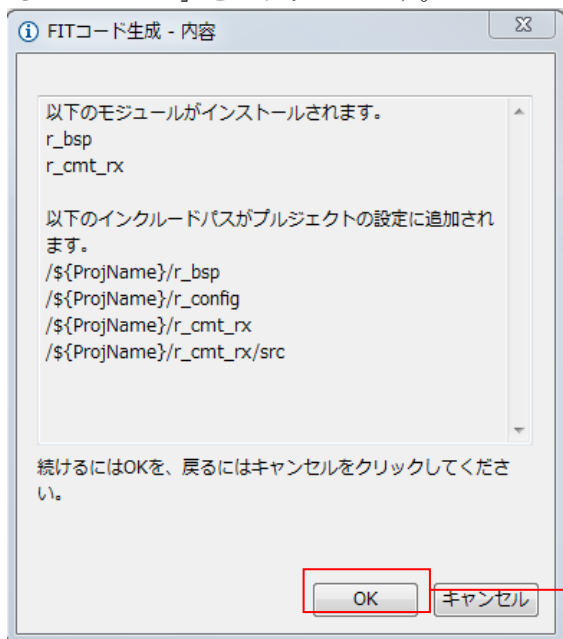 FITコード生成 - 内容
以下のモジュールがインストールされます。
r_bsp
r_cmt_rx
以下のインクルードパスがプルジェクトの設定に追加され
ます。
/${ProjName}/r_bsp
/${ProjName}/r_config
/${ProjName}/r_cmt_rx
/${ProjName}/r_cmt_rx/src
続けるにはOKを、戻るにはキャンセルをクリックしてくださ
い。
OK キャンセル